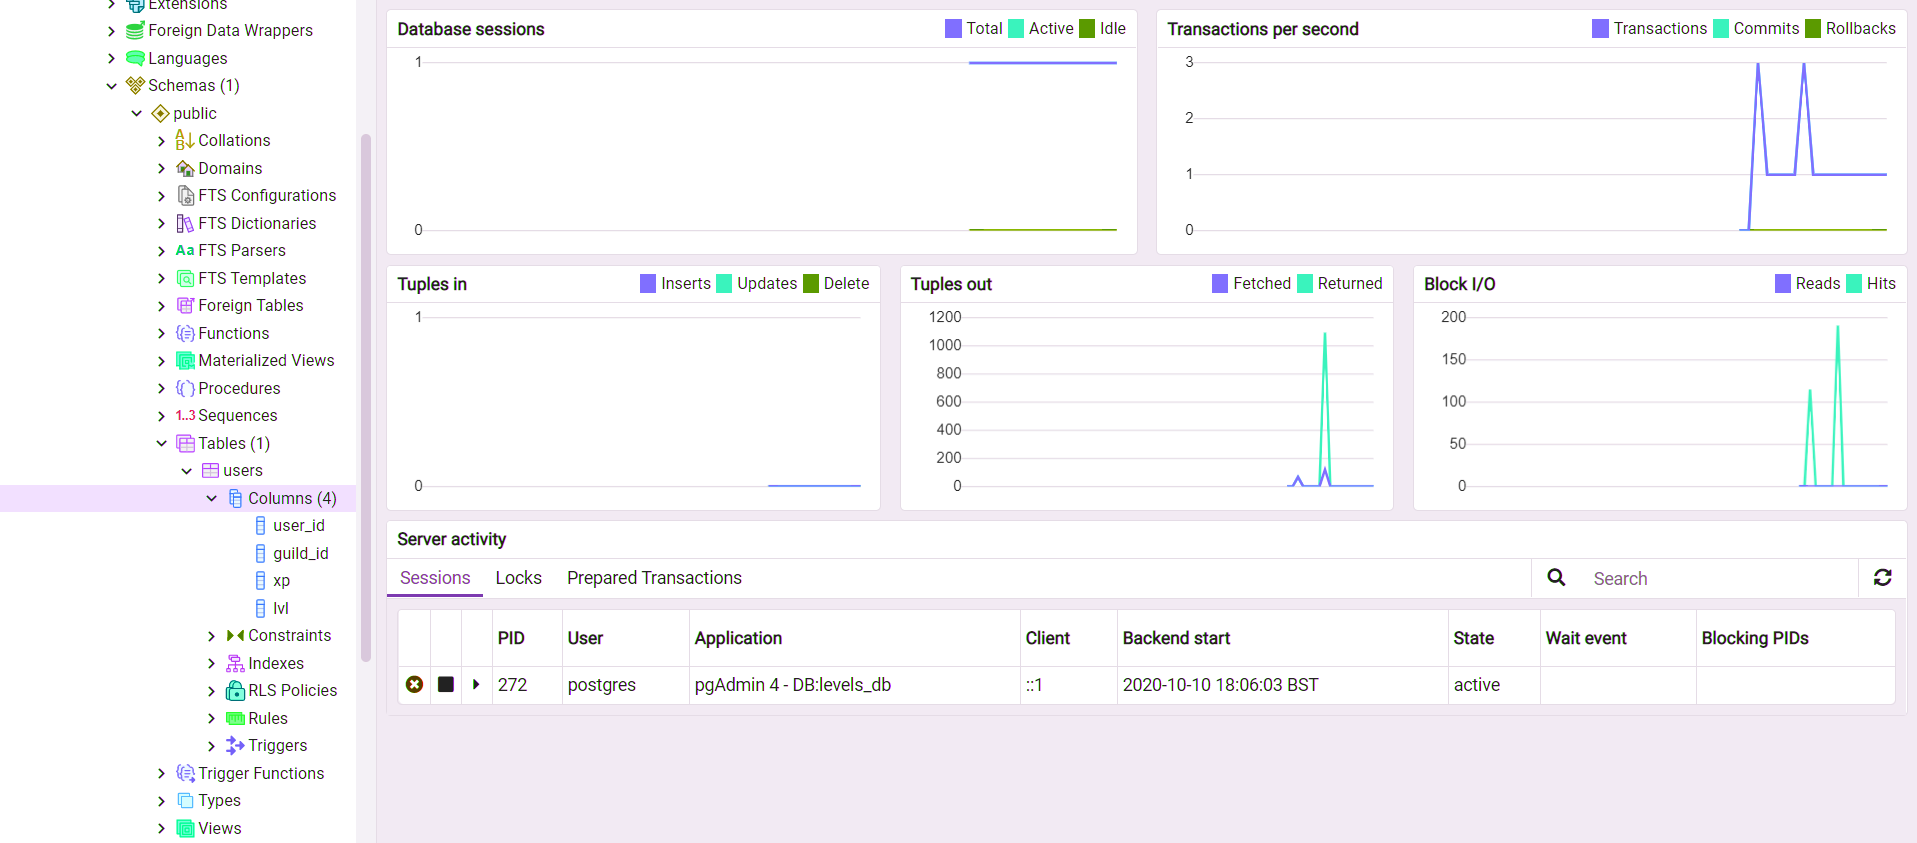 Extensions
Foreign Data Wrappers
Languages
Schemas (1)
public
Collations
Domains
FTS Configurations
FTS Dictionaries
Aa FTS Parsers
FTS Templates
Foreign Tables
Functions
Materialized Views
Procedures
1..3 Sequences
Tables (1)
users
Columns (4)
user_id
guild_id
xp
lvl
Constraints
Indexes
RLS Policies
Rules
Triggers
Trigger Functions
Types
Views
Database sessions Total Active Idle
1
0
Transactions per second Transactions Commits Rollbacks
3
2
1
0
Tuples in Inserts Updates Delete
1
0
Tuples out Fetched Returned
1200
1000
800
600
400
200
0
Block I/O Reads Hits
200
150
100
50
0
Server activity
Sessions Locks Prepared Transactions Search
PID User Application Client Backend start State Wait event Blocking PIDs
272 postgres pgAdmin 4 - DB:levels_db ::1 2020-10-10 18:06:03 BST active